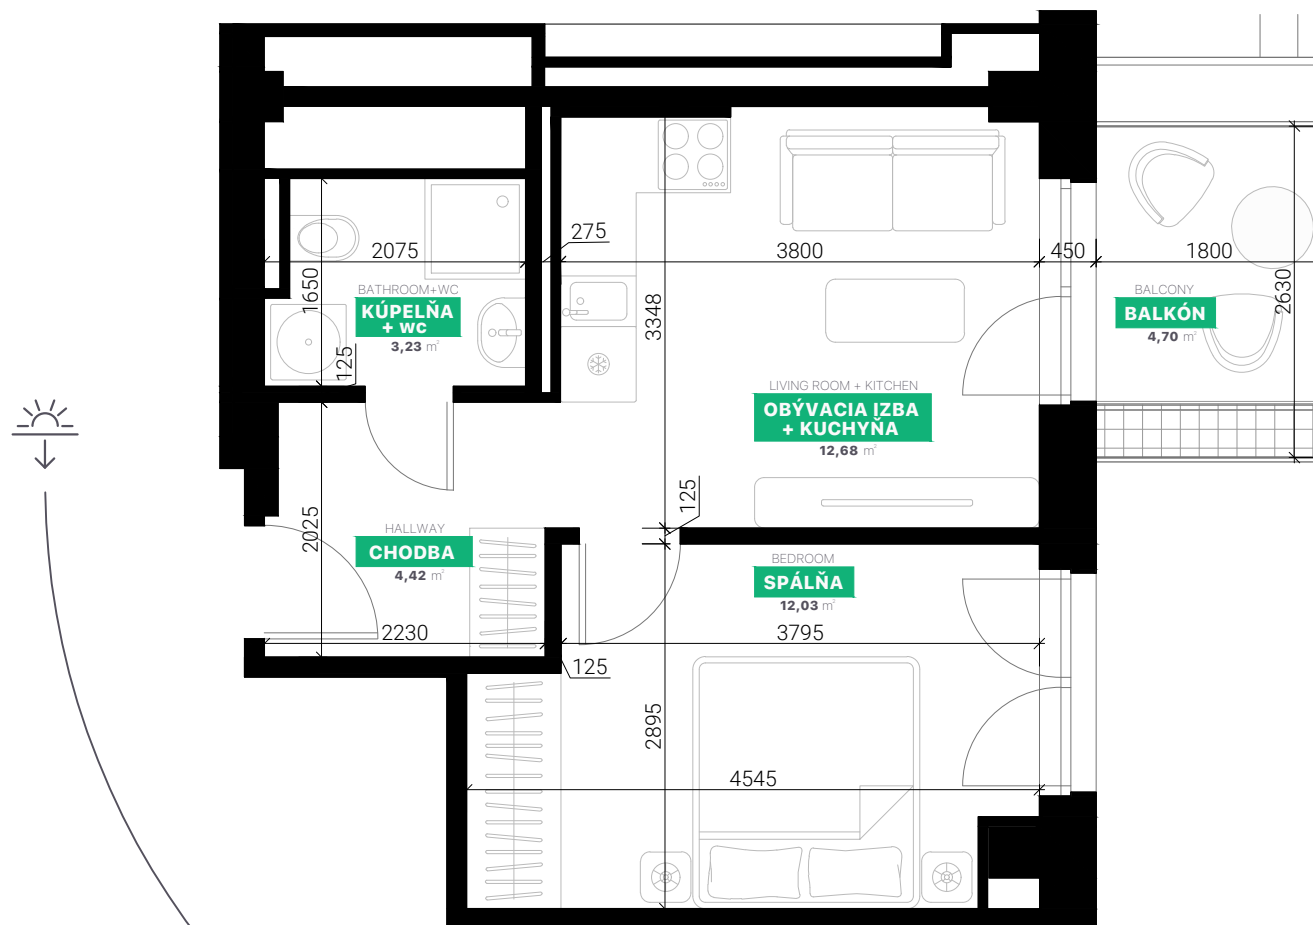 275
2075
3800
450
1800
BATHROOM+WC
KÚPEĽŇA
+ WC
3,23 m²
1650
125
3348
BALCONY
BALKÓN
4,70 m²
2630
LIVING ROOM + KITCHEN
OBÝVACIA IZBA
+ KUCHYŇA
12,68 m²
125
2025
HALLWAY
CHODBA
4,42 m²
BEDROOM
SPÁLŇA
12,03 m²
2230
3795
125
2895
4545